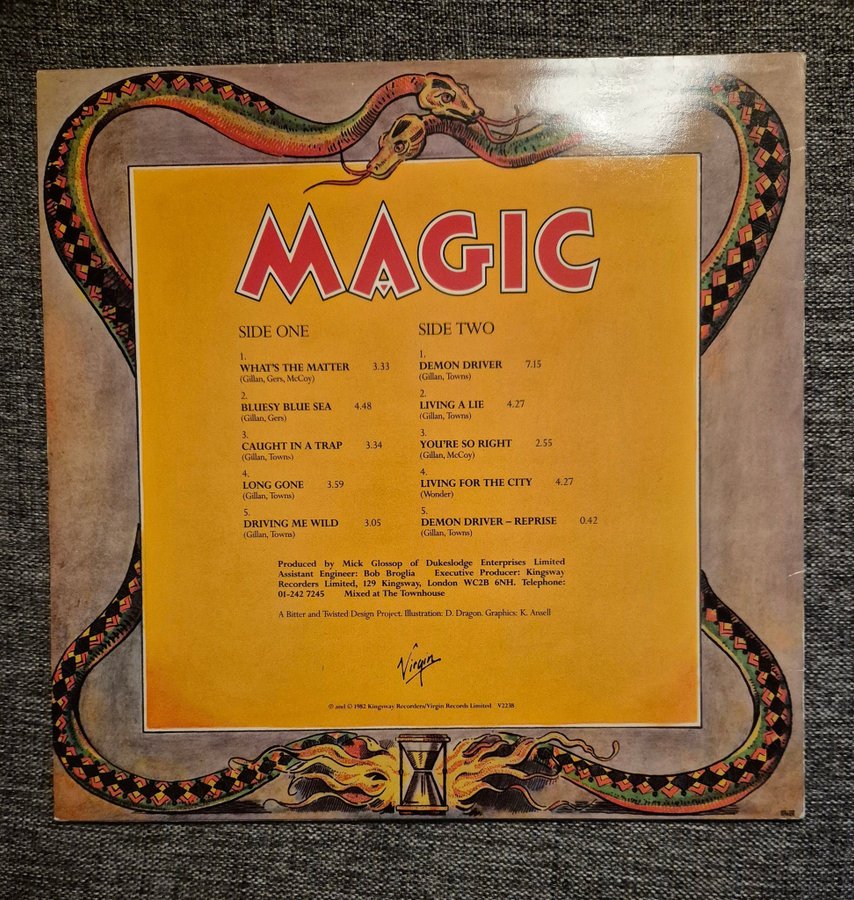 MAGIC
SIDE ONE
1.
WHAT'S THE MATTER 3.33
(Gillan, Gers, McCoy)
2.
BLUESY BLUE SEA 4.48
(Gillan, Gers)
3.
CAUGHT IN A TRAP 3.34
(Gillan, Towns)
4.
LONG GONE 3.59
(Gillan, Towns)
5.
DRIVING ME WILD 3.05
(Gillan, Towns)
SIDE TWO
1.
DEMON DRIVER 7.15
(Gillan, Towns)
2.
LIVING A LIE 4.27
(Gillan, Towns)
3.
YOU'RE SO RIGHT 2.55
(Gillan, McCoy)
4.
LIVING FOR THE CITY 4.27
(Wonder)
5.
DEMON DRIVER – REPRISE 0.42
(Gillan, Towns)
Produced by Mick Glossop of Dukeslodge Enterprises Limited
Assistant Engineer: Bob Broglia Executive Producer: Kingsway
Recorders Limited, 129 Kingsway, London WC2B 6NH. Telephone:
01-242 7245 Mixed at The Townhouse
A Bitter and Twisted Design Project. Illustration: D. Dragon. Graphics: K. Ansell
Virgin
℗ and © 1982 Kingsway Recorders/Virgin Records Limited V2238